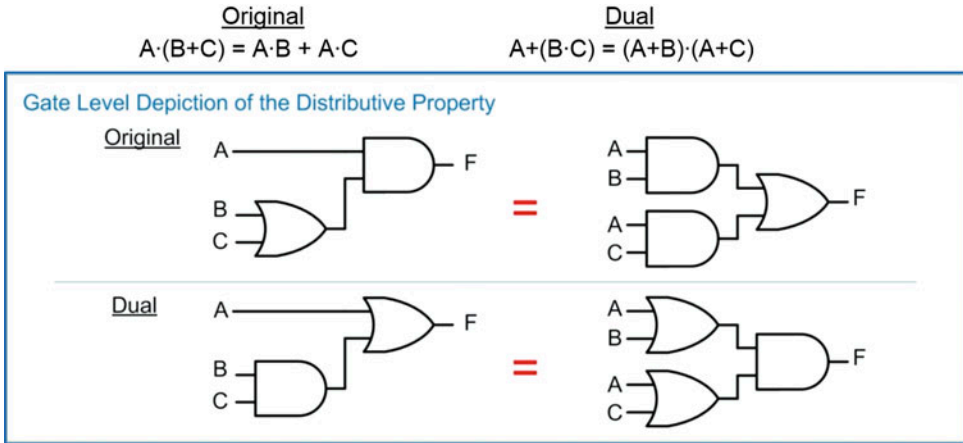 Original Dual
A·(B+C) = A·B + A·C A+(B·C) = (A+B)·(A+C)
Gate Level Depiction of the Distributive Property
Original
A
B
C
F
=
A
B
A
C
F
Dual
A
B
C
F
=
A
B
A
C
F